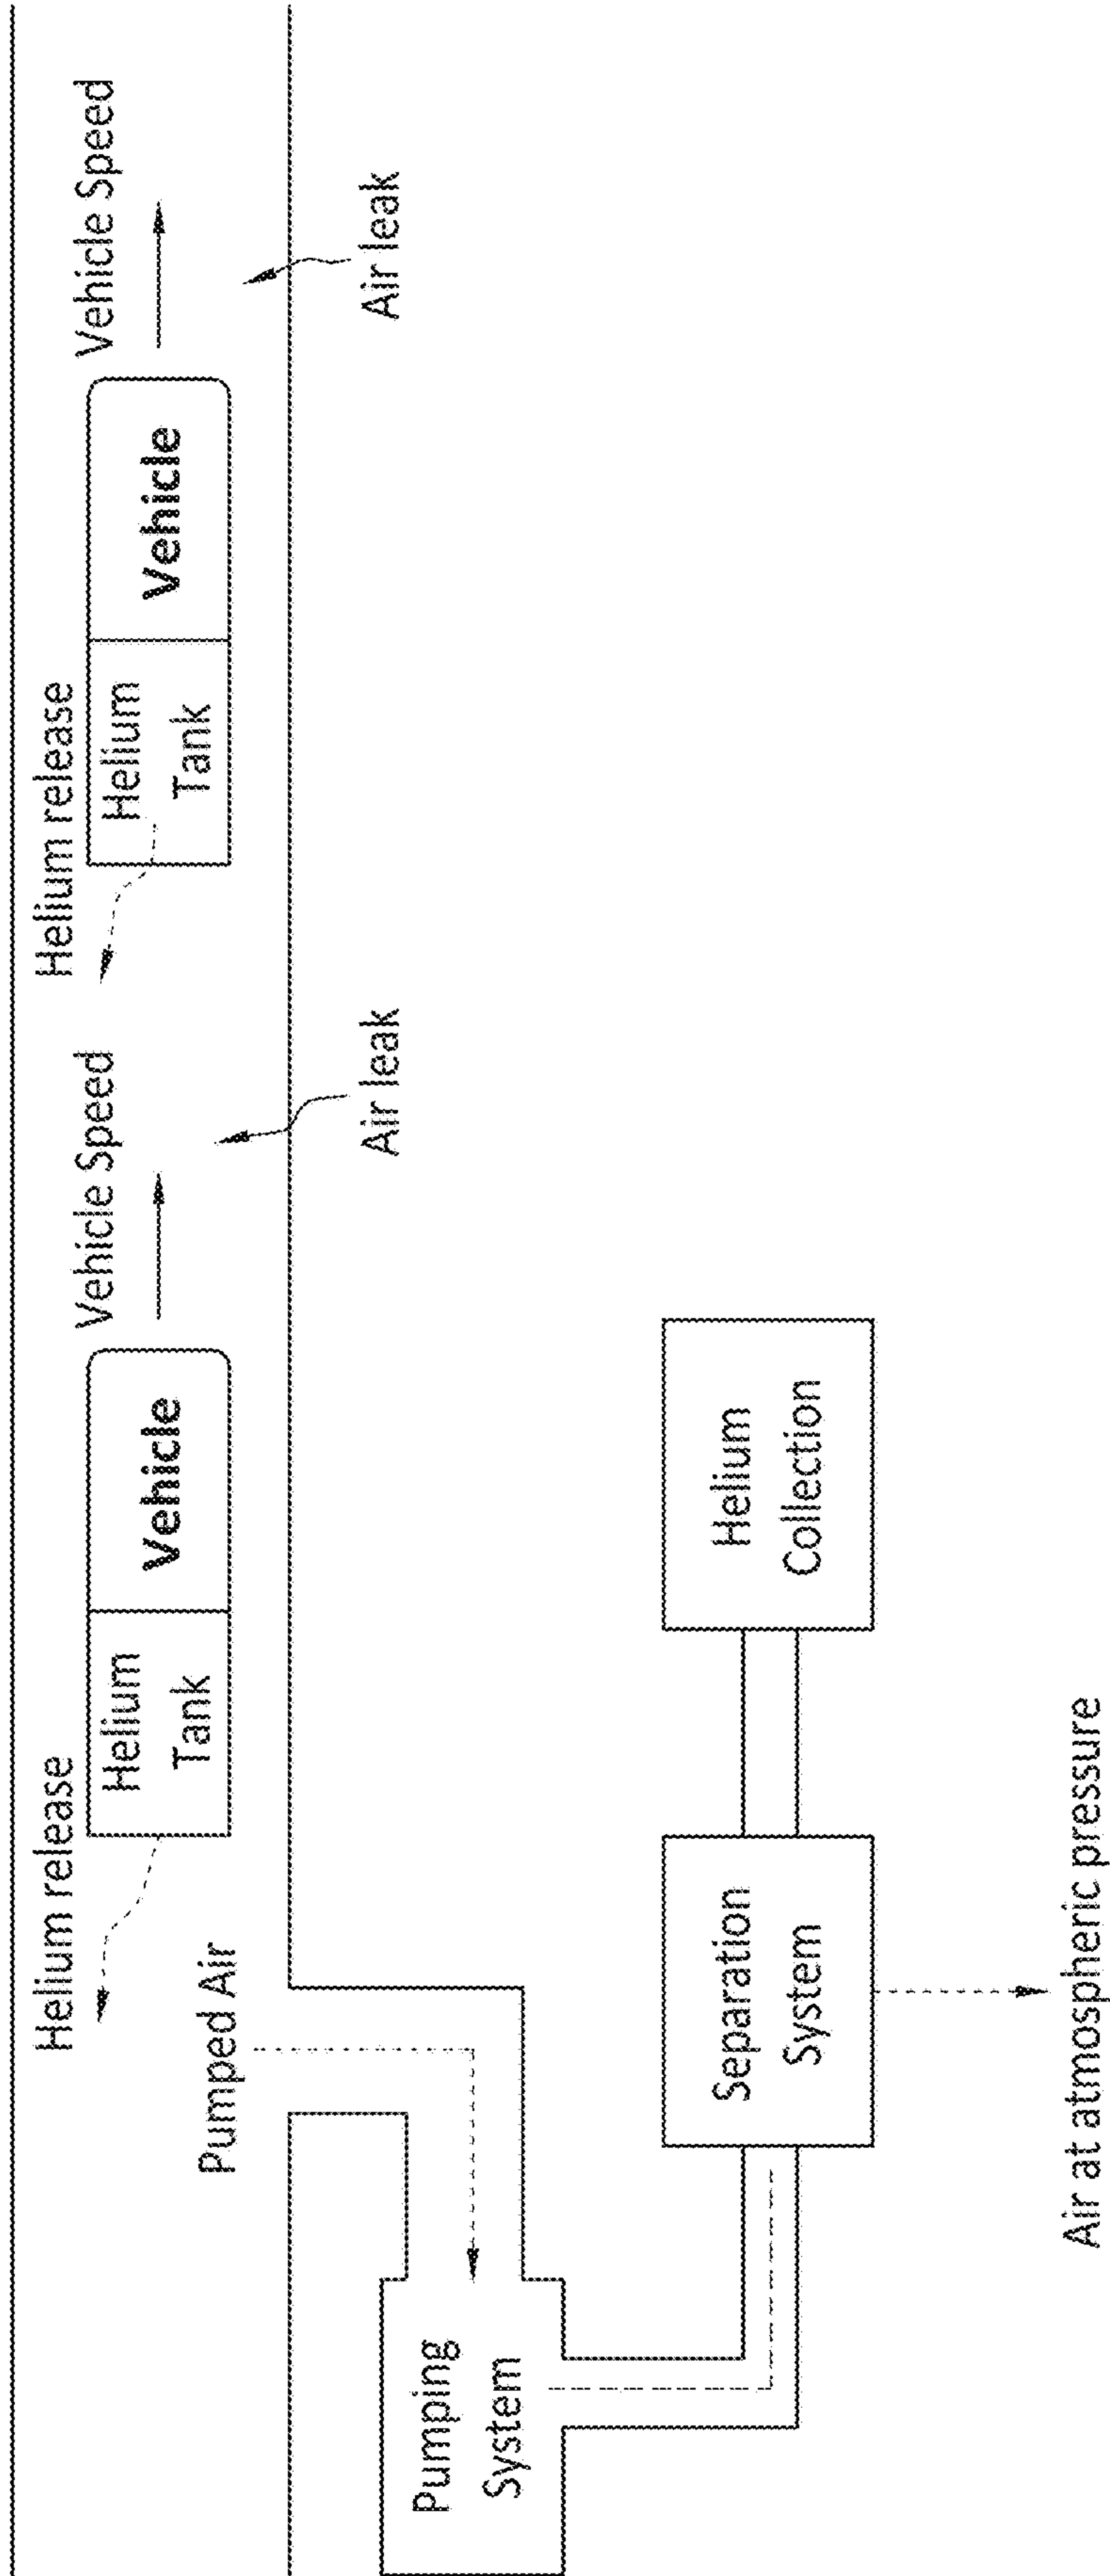 Helium release
Helium
Tank
Vehicle
Vehicle Speed
Helium release
Helium
Tank
Vehicle
Vehicle Speed
Pumped Air
Air leak
Air leak
Pumping
System
Separation
System
Helium
Collection
Air at atmospheric pressure